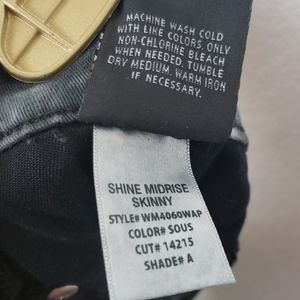 MACHINE WASH COLD
WITH LIKE COLORS. ONLY
NON-CHLORINE BLEACH
WHEN NEEDED. TUMBLE
DRY MEDIUM. WARM IRON
IF NECESSARY.
SHINE MIDRISE
SKINNY
STYLE# WM4060WAP
COLOR# SOUS
CUT# 14215
SHADE# A